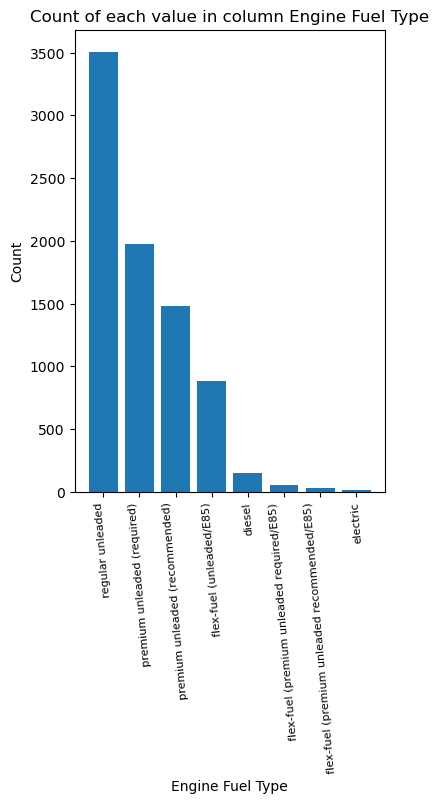 Count of each value in column Engine Fuel Type
3500
3000
2500
2000
1500
1000
500
0
Count
regular unleaded
premium unleaded (required)
premium unleaded (recommended)
flex-fuel (unleaded/E85)
diesel
flex-fuel (premium unleaded required/E85)
flex-fuel (premium unleaded recommended/E85)
electric
Engine Fuel Type